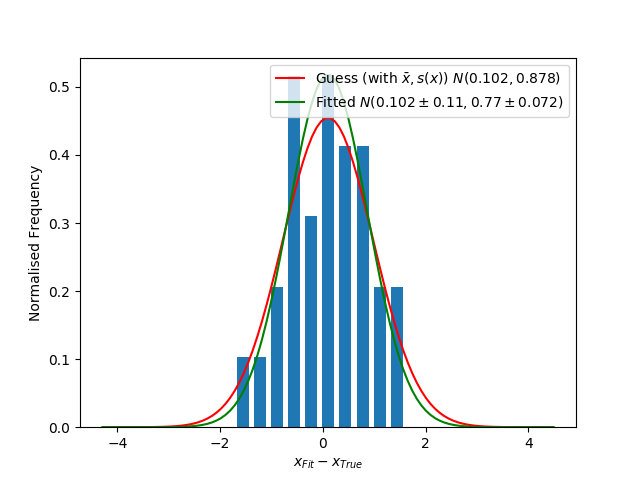 Guess (with x̄, s(x)) N(0.102, 0.878)
Fitted N(0.102 ± 0.11, 0.77 ± 0.072)
0.5
0.4
0.3
0.2
0.1
0.0
Normalised Frequency
−4 −2 0 2 4
x_Fit − x_True